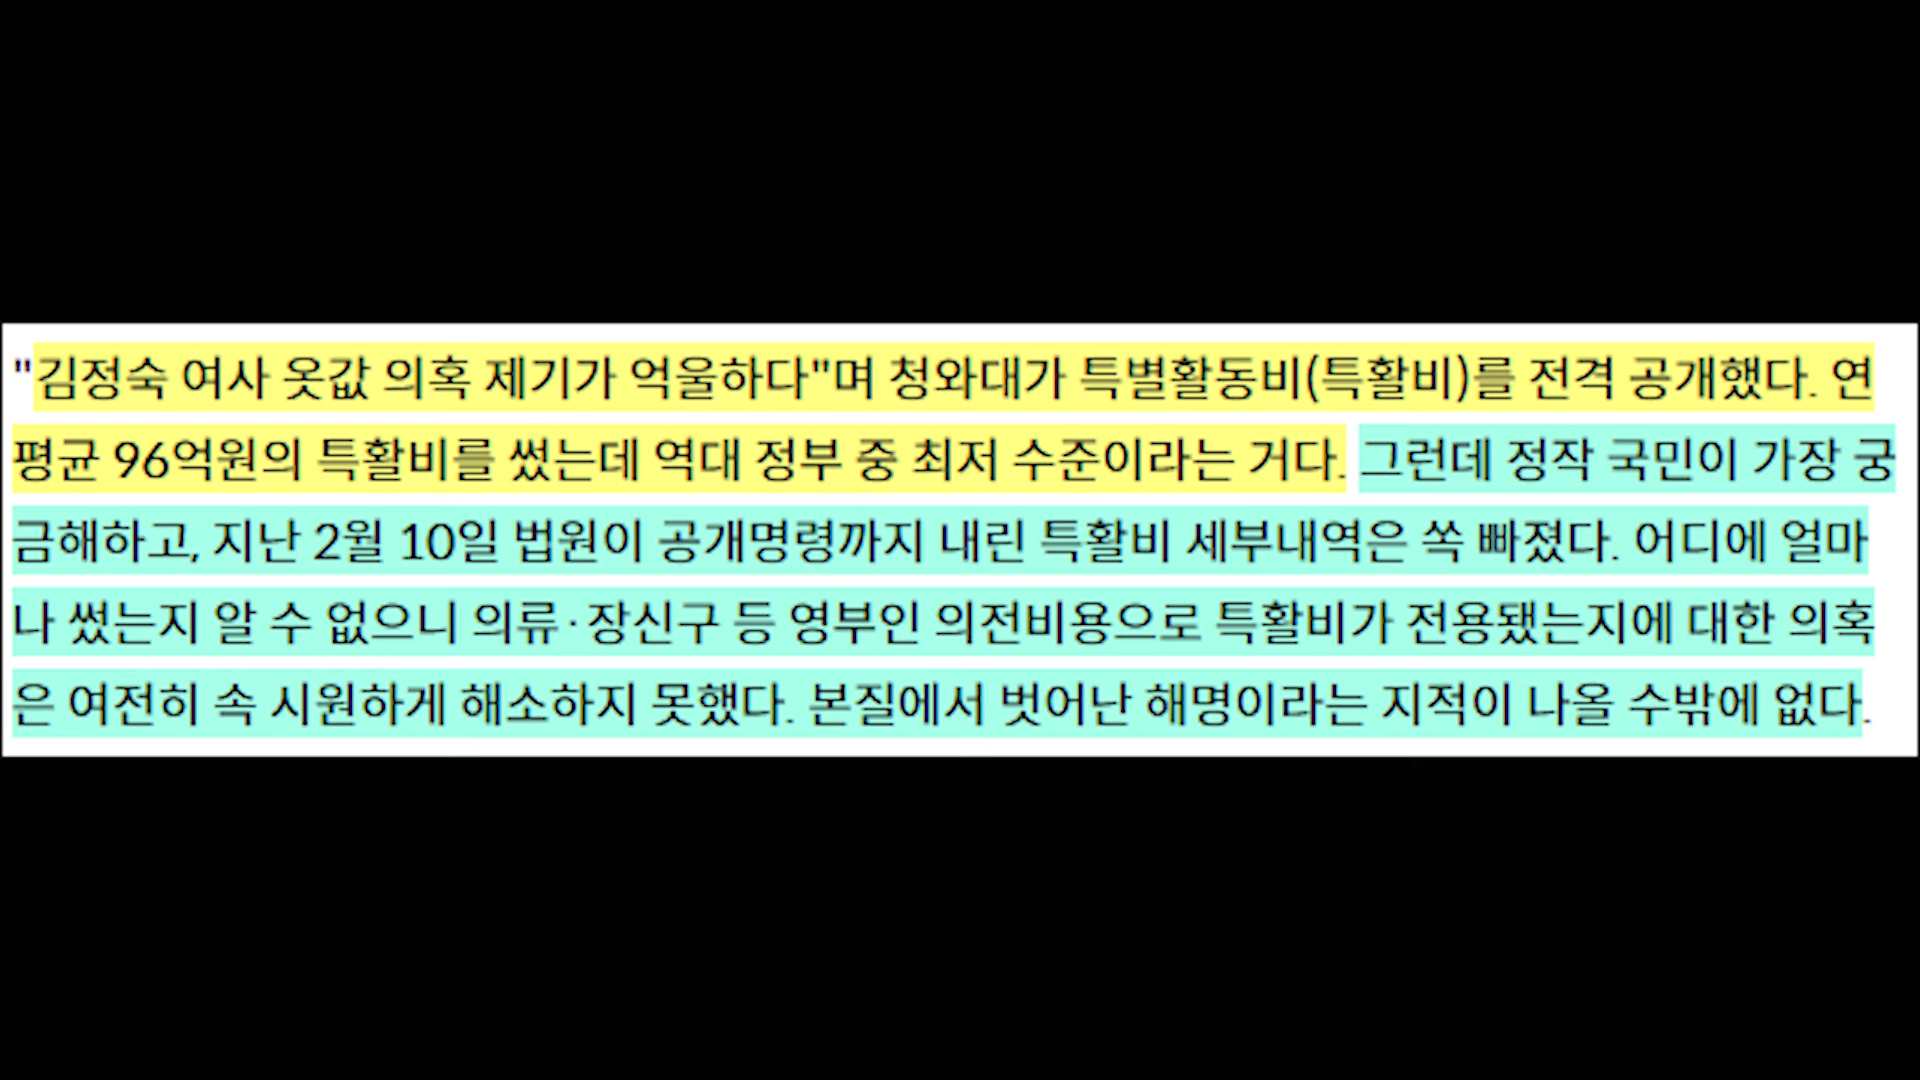 "김정숙 여사 옷값 의혹 제기가 억울하다"며 청와대가 특별활동비(특활비)를 전격 공개했다. 연
평균 96억원의 특활비를 썼는데 역대 정부 중 최저 수준이라는 거다. 그런데 정작 국민이 가장 궁
금해하고, 지난 2월 10일 법원이 공개명령까지 내린 특활비 세부내역은 쏙 빠졌다. 어디에 얼마
나 썼는지 알 수 없으니 의류·장신구 등 영부인 의전비용으로 특활비가 전용됐는지에 대한 의혹
은 여전히 속 시원하게 해소하지 못했다. 본질에서 벗어난 해명이라는 지적이 나올 수밖에 없다.